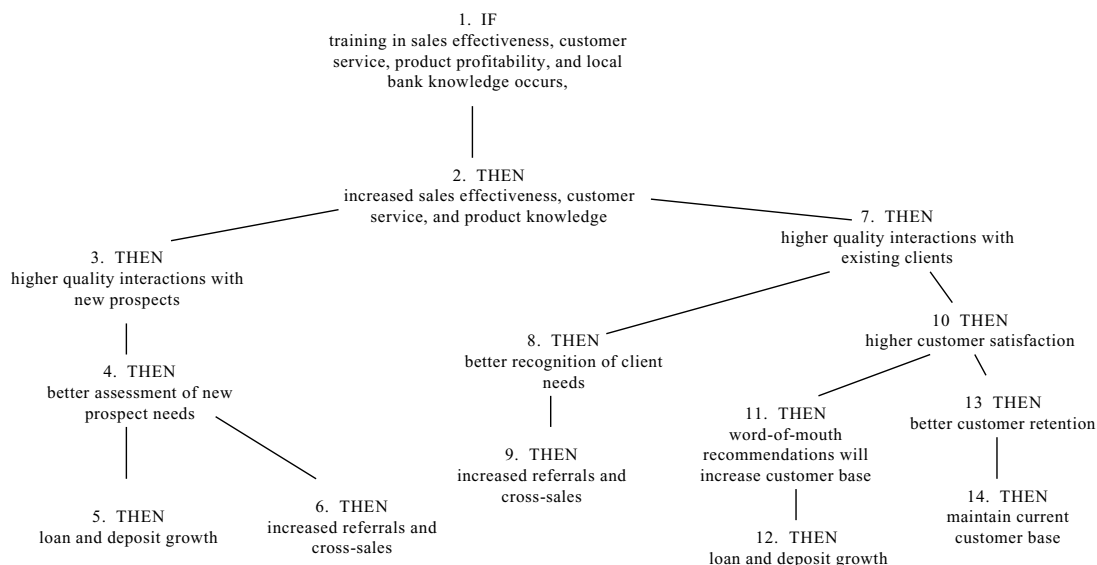 1. IF
training in sales effectiveness, customer
service, product profitability, and local
bank knowledge occurs,
2. THEN
increased sales effectiveness, customer
service, and product knowledge
3. THEN
higher quality interactions with
new prospects
4. THEN
better assessment of new
prospect needs
5. THEN
loan and deposit growth
6. THEN
increased referrals and
cross-sales
7. THEN
higher quality interactions with
existing clients
8. THEN
better recognition of client
needs
9. THEN
increased referrals and
cross-sales
10 THEN
higher customer satisfaction
11. THEN
word-of-mouth
recommendations will
increase customer base
12. THEN
loan and deposit growth
13 THEN
better customer retention
14. THEN
maintain current
customer base